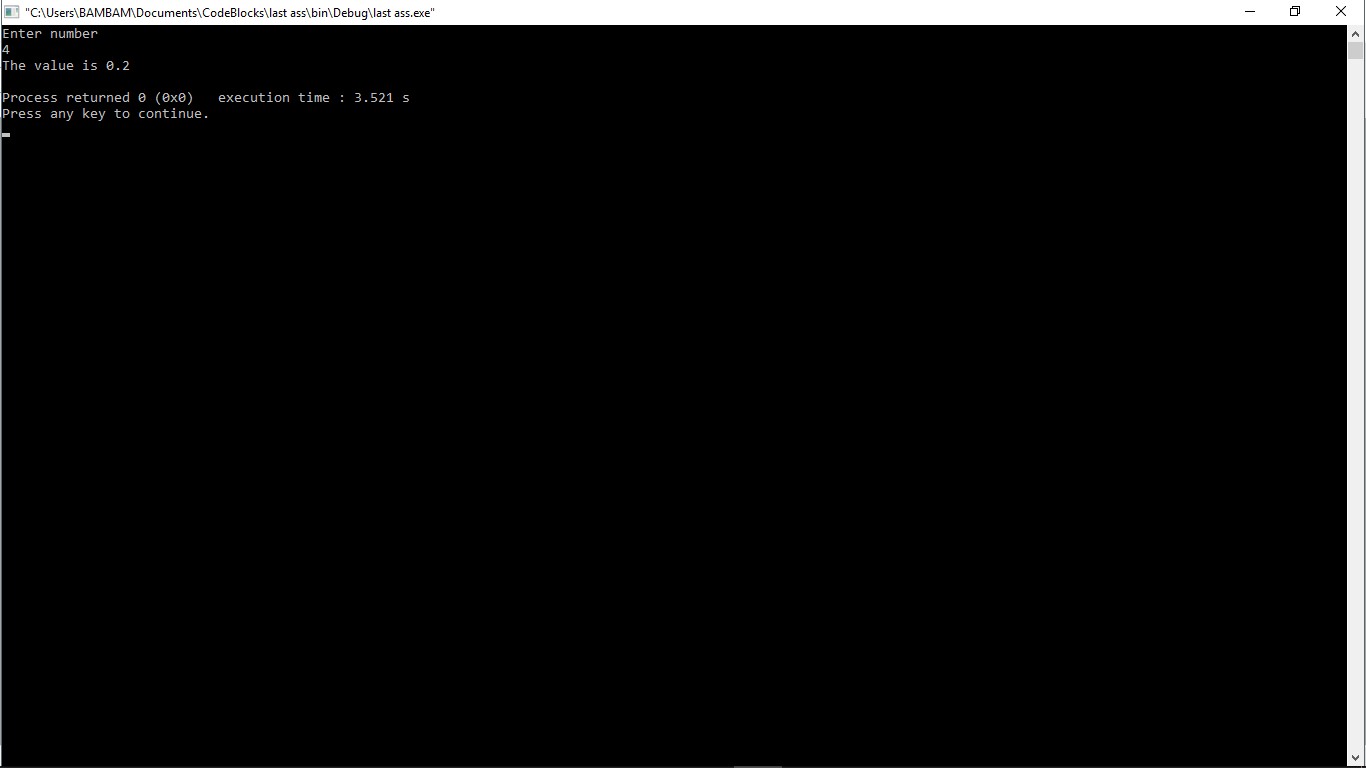 "C:\Users\BAMBAM\Documents\CodeBlocks\last ass\bin\Debug\last ass.exe"
Enter number
4
The value is 0.2
Process returned 0 (0x0)   execution time : 3.521 s
Press any key to continue.